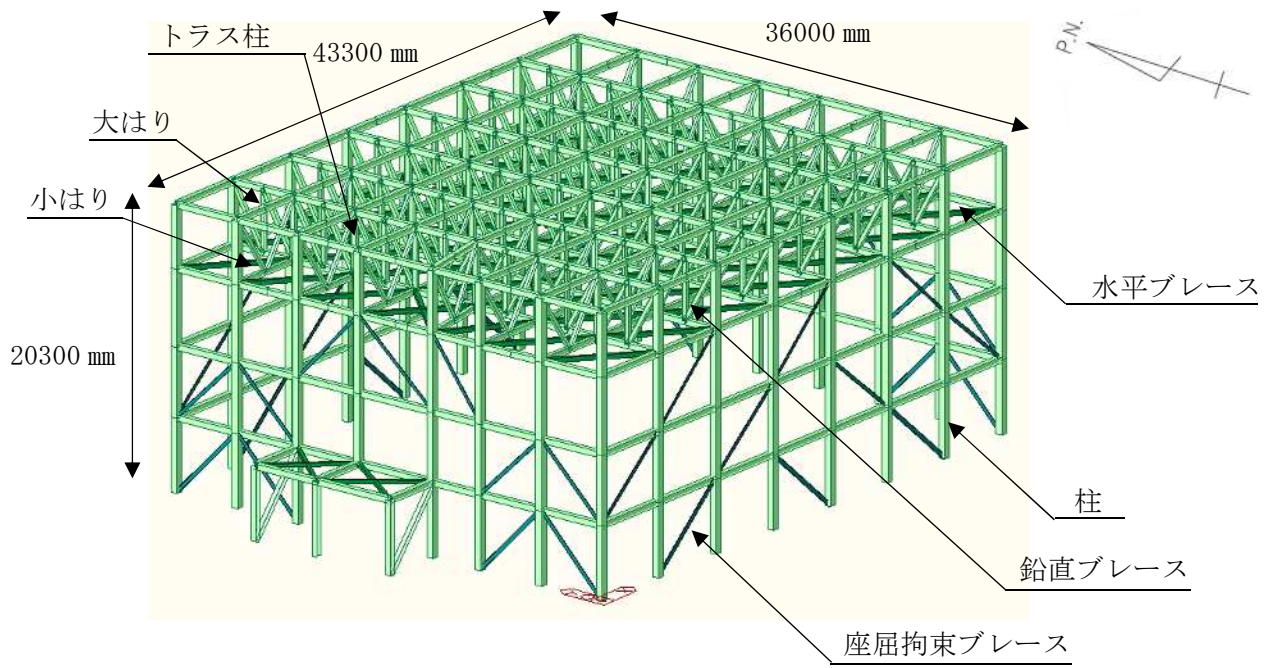 トラス柱
43300 mm
36000 mm
P.N.
大はり
小はり
水平ブレース
20300 mm
柱
鉛直ブレース
座屈拘束ブレース